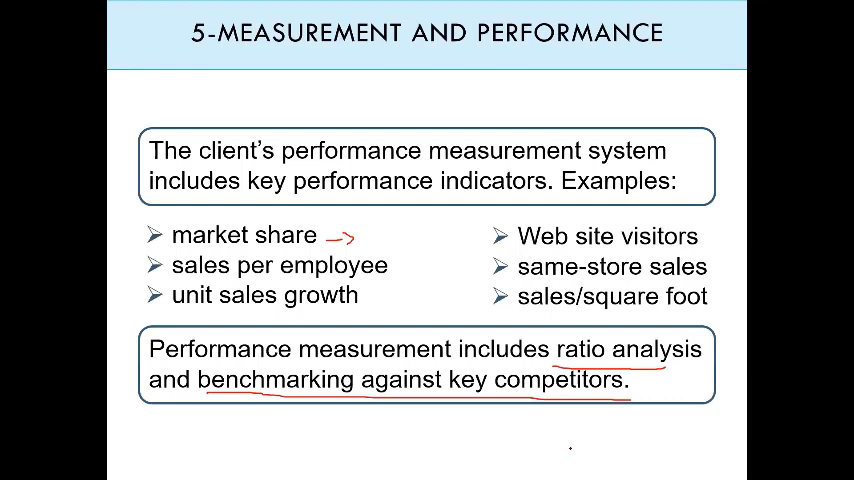 5-MEASUREMENT AND PERFORMANCE
The client's performance measurement system
includes key performance indicators. Examples:
➢ market share
➢ sales per employee
➢ unit sales growth
➢ Web site visitors
➢ same-store sales
➢ sales/square foot
Performance measurement includes ratio analysis
and benchmarking against key competitors.